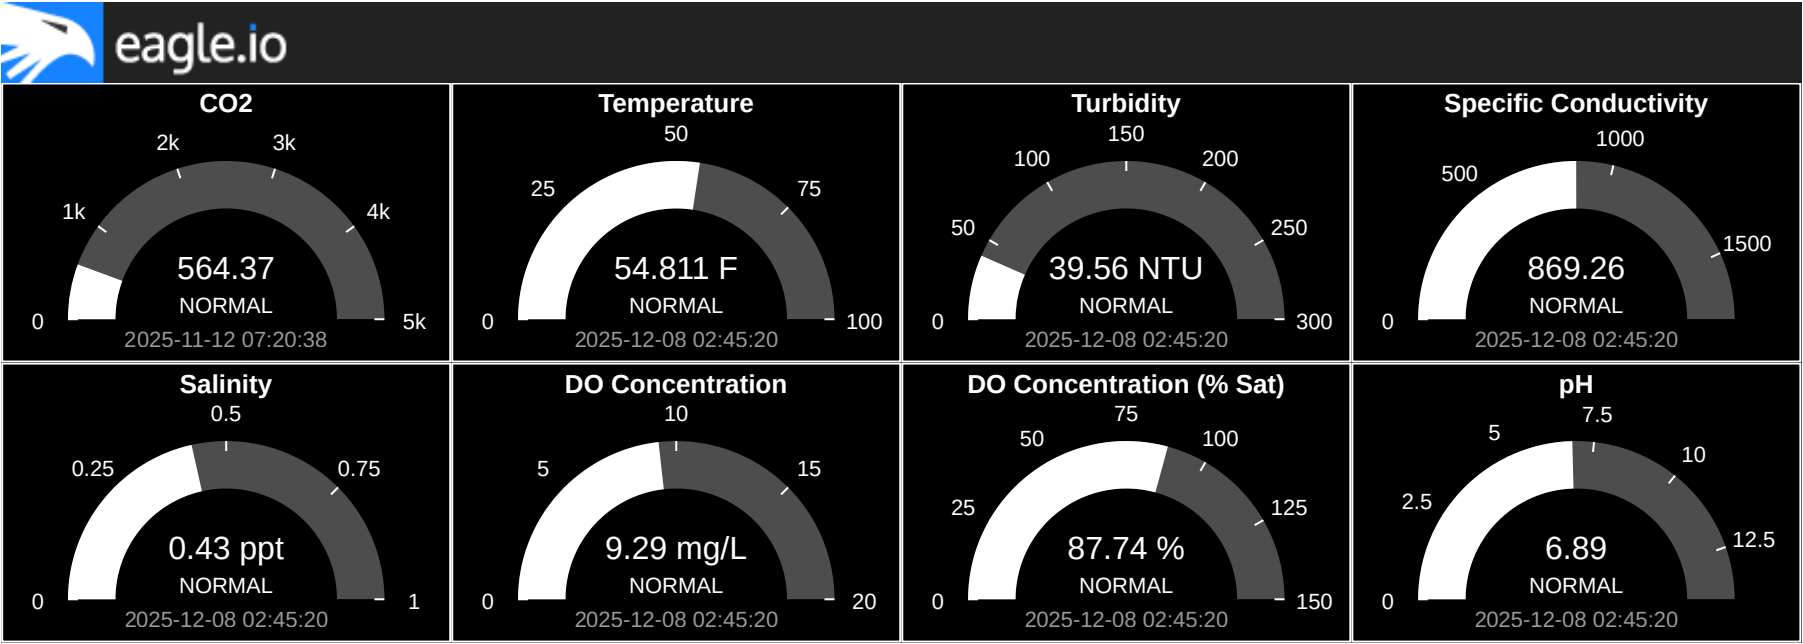 eagle.io
CO2
2k
3k
1k
4k
564.37
NORMAL
0
5k
2025-11-12 07:20:38
Temperature
50
25
75
54.811 F
NORMAL
0
100
2025-12-08 02:45:20
Turbidity
150
100
200
50
250
39.56 NTU
NORMAL
0
300
2025-12-08 02:45:20
Specific Conductivity
1000
500
1500
869.26
NORMAL
0
2025-12-08 02:45:20
Salinity
0.5
0.25
0.75
0.43 ppt
NORMAL
0
1
2025-12-08 02:45:20
DO Concentration
10
5
15
9.29 mg/L
NORMAL
0
20
2025-12-08 02:45:20
DO Concentration (% Sat)
75
50
100
25
125
87.74 %
NORMAL
0
150
2025-12-08 02:45:20
pH
7.5
5
10
2.5
12.5
6.89
NORMAL
0
2025-12-08 02:45:20